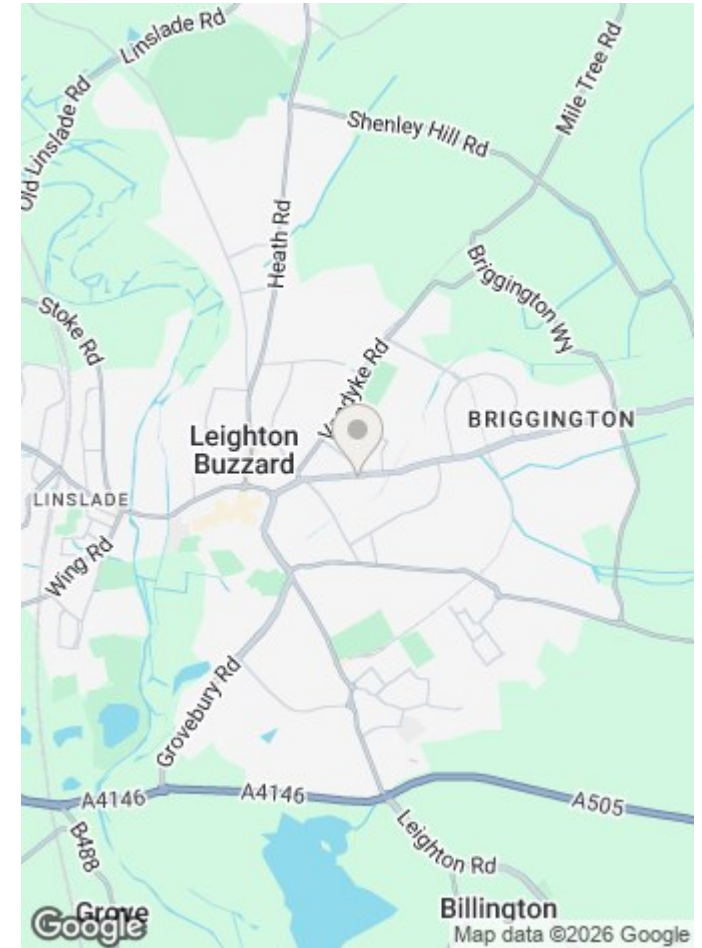 Linslade Rd
Old Linslade Rd
Mile Tree Rd
Shenley Hill Rd
Heath Rd
Briggington Wy
Stoke Rd
Vandyke Rd
BRIGGINGTON
Leighton
Buzzard
LINSLADE
Wing Rd
Grovebury Rd
A4146
A4146
A505
B488
Leighton Rd
Grove
Billington
Google
Map data ©2026 Google